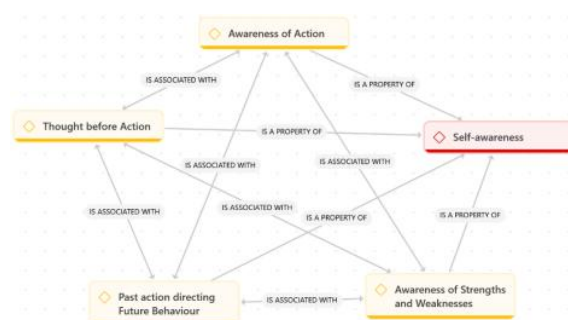 Awareness of Action
IS ASSOCIATED WITH
IS A PROPERTY OF
Thought before Action
IS A PROPERTY OF
Self-awareness
IS ASSOCIATED WITH
IS ASSOCIATED WITH
IS ASSOCIATED WITH
IS ASSOCIATED WITH
IS A PROPERTY OF
IS A PROPERTY OF
Past action directing
Future Behaviour
IS ASSOCIATED WITH
Awareness of Strengths
and Weaknesses